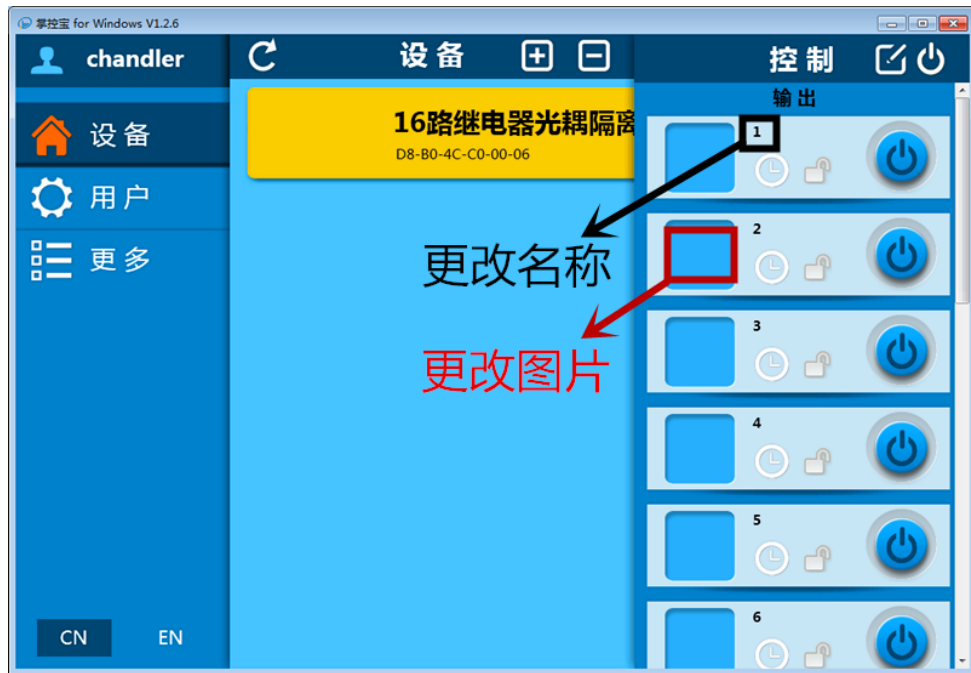 掌控宝 for Windows V1.2.6
chandler
设备
用户
更多
CN
EN
设备
16路继电器光耦隔离
D8-B0-4C-C0-00-06
更改名称
更改图片
控制
输出
1
2
3
4
5
6